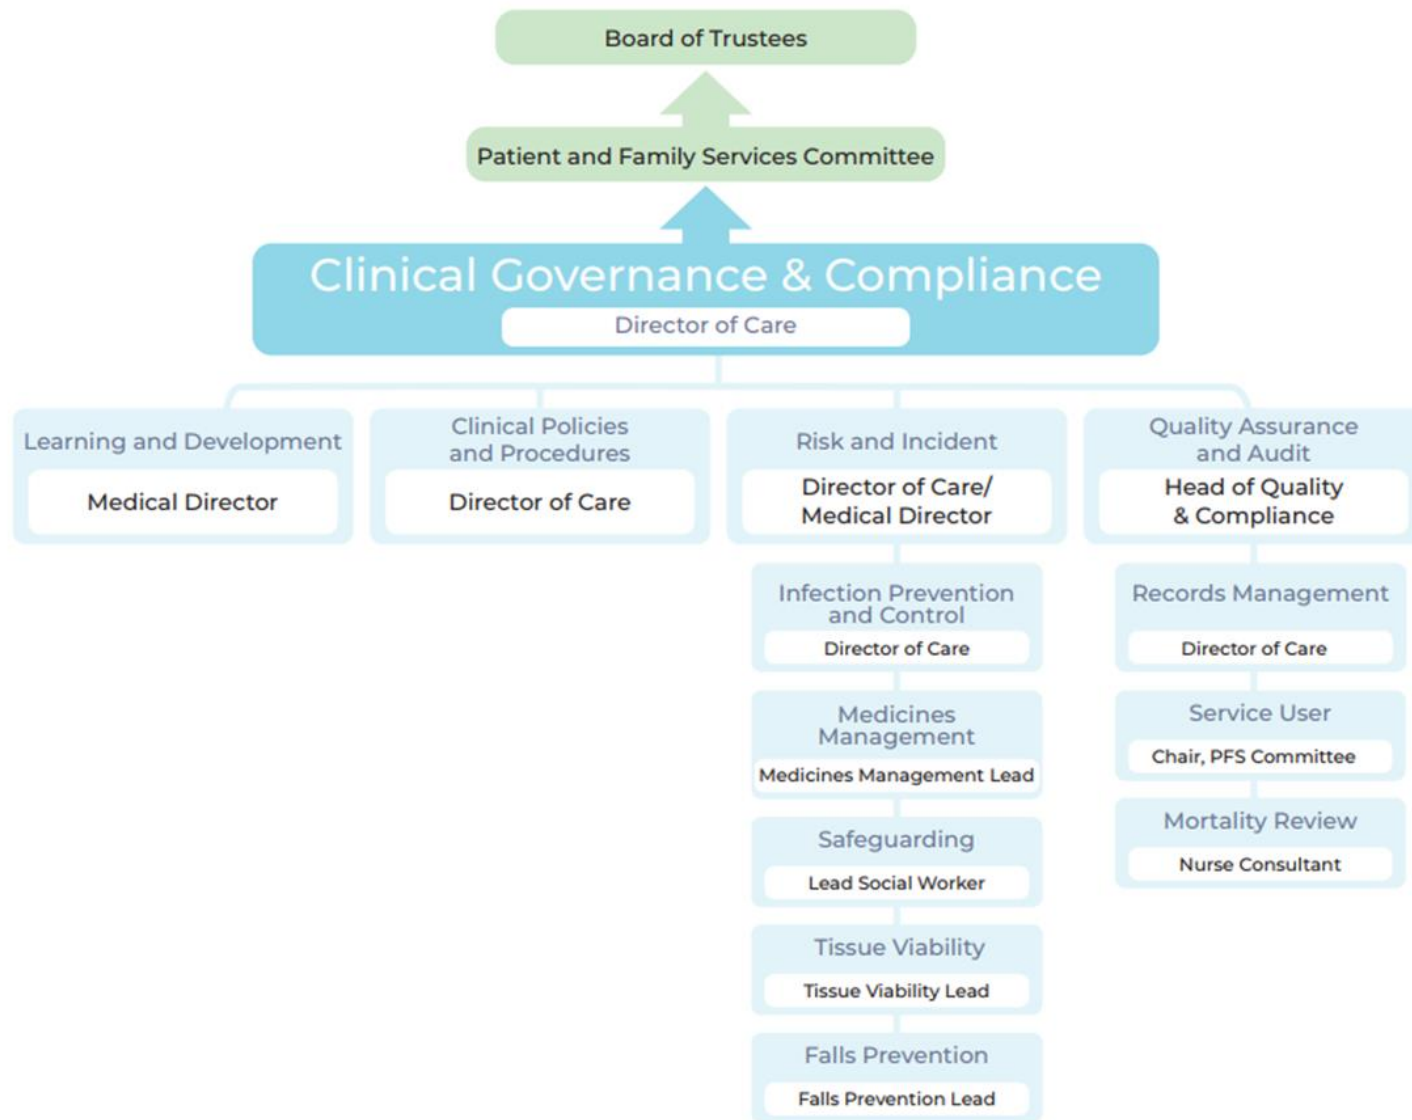 Board of Trustees
Patient and Family Services Committee
Clinical Governance & Compliance
Director of Care
Learning and Development
Medical Director
Clinical Policies
and Procedures
Director of Care
Risk and Incident
Director of Care/
Medical Director
Quality Assurance
and Audit
Head of Quality
& Compliance
Infection Prevention
and Control
Director of Care
Medicines
Management
Medicines Management Lead
Safeguarding
Lead Social Worker
Tissue Viability
Tissue Viability Lead
Falls Prevention
Falls Prevention Lead
Records Management
Director of Care
Service User
Chair, PFS Committee
Mortality Review
Nurse Consultant